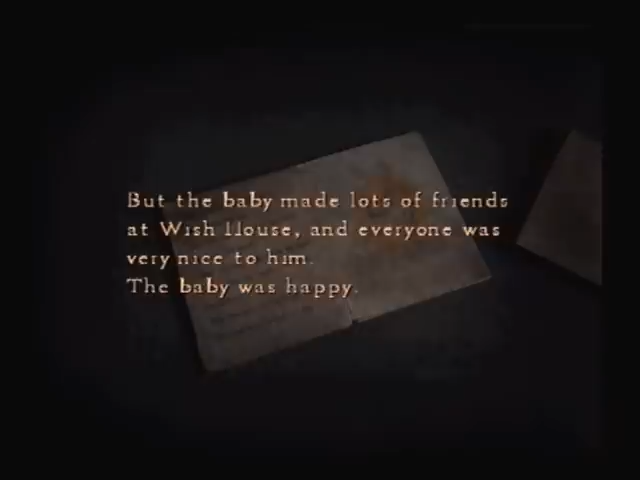 But the baby made lots of friends
at Wish House, and everyone was
very nice to him.
The baby was happy.